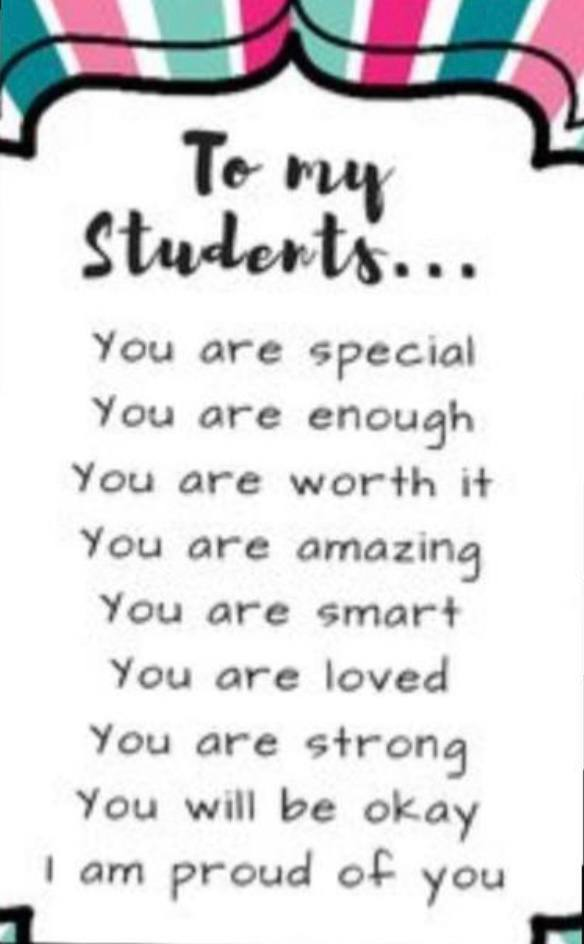 To my
Students...
You are special
You are enough
You are worth it
You are amazing
You are smart
You are loved
You are strong
You will be okay
I am proud of you